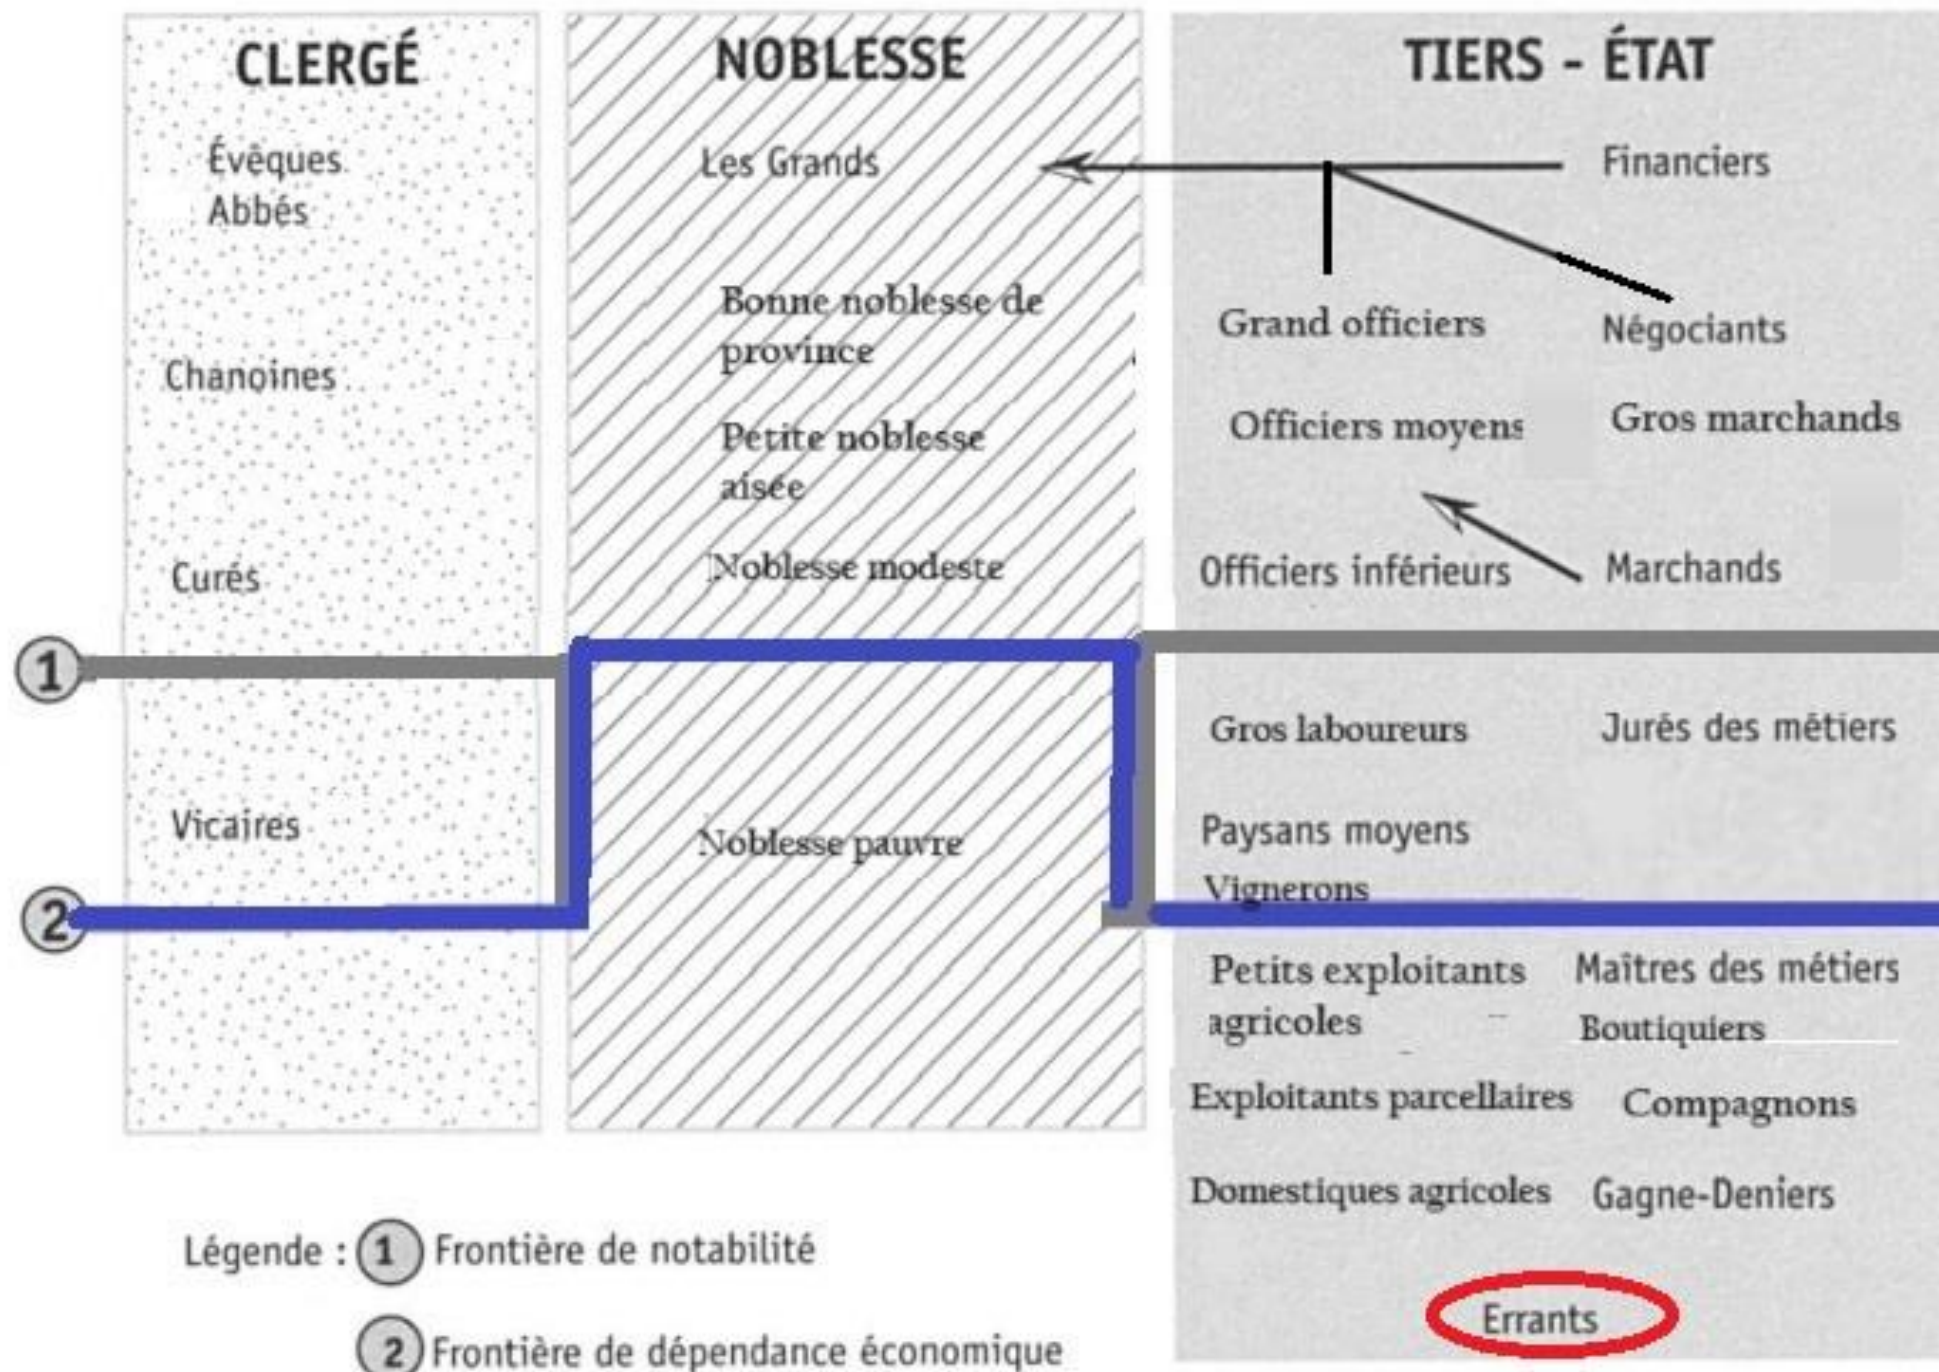 CLERGÉ
Évêques
Abbés
Chanoines
Curés
Vicaires
NOBLESSE
Les Grands
Bonne noblesse de
province
Petite noblesse
aisée
Noblesse modeste
Noblesse pauvre
TIERS - ÉTAT
Financiers
Grand officiers
Négociants
Officiers moyens
Gros marchands
Officiers inférieurs
Marchands
Gros laboureurs
Jurés des métiers
Paysans moyens
Vignerons
Petits exploitants
agricoles
Maîtres des métiers
Boutiquiers
Exploitants parcellaires
Compagnons
Domestiques agricoles
Gagne-Deniers
Errants
1
2
Légende : 1 Frontière de notabilité
2 Frontière de dépendance économique